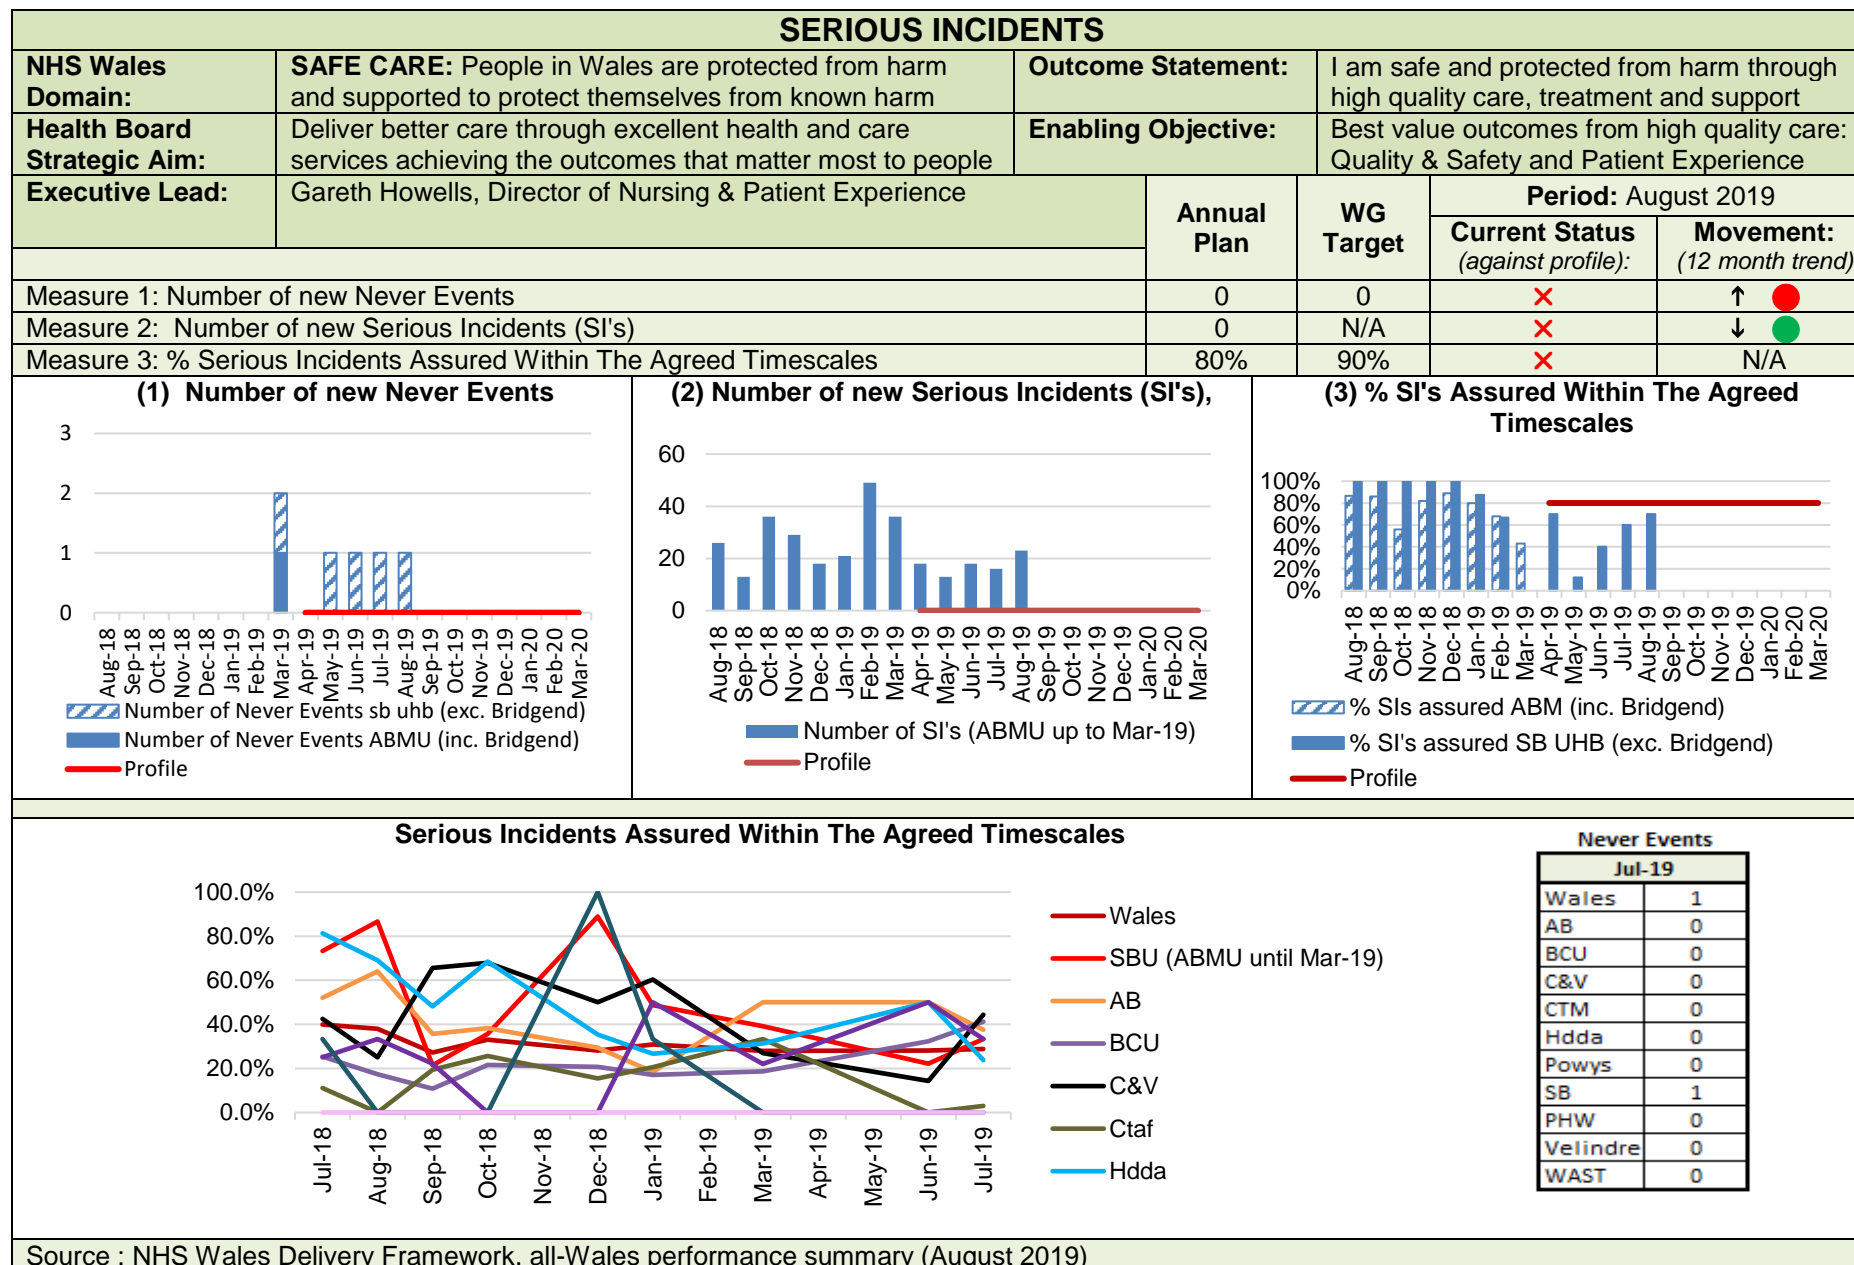 SERIOUS INCIDENTS
NHS Wales Domain:
SAFE CARE: People in Wales are protected from harm
and supported to protect themselves from known harm
Outcome Statement:
I am safe and protected from harm through
high quality care, treatment and support
Health Board
Strategic Aim:
Deliver better care through excellent health and care
services achieving the outcomes that matter most to people
Enabling Objective:
Best value outcomes from high quality care:
Quality & Safety and Patient Experience
Executive Lead:
Gareth Howells, Director of Nursing & Patient Experience
Annual
Plan
WG
Target
Period: August 2019
Current Status
(against profile):
Movement:
(12 month trend)
Measure 1: Number of new Never Events 0 0 ✕ ↑
Measure 2: Number of new Serious Incidents (SI's) 0 N/A ✕ ↓
Measure 3: % Serious Incidents Assured Within The Agreed Timescales 80% 90% ✕ N/A
(1) Number of new Never Events
3
2
1
0
Aug-18
Sep-18
Oct-18
Nov-18
Dec-18
Jan-19
Feb-19
Mar-19
Apr-19
May-19
Jun-19
Jul-19
Aug-19
Sep-19
Oct-19
Nov-19
Dec-19
Jan-20
Feb-20
Mar-20
Number of Never Events sb uhb (exc. Bridgend)
Number of Never Events ABMU (inc. Bridgend)
Profile
(2) Number of new Serious Incidents (SI's),
60
40
20
0
Aug-18
Sep-18
Oct-18
Nov-18
Dec-18
Jan-19
Feb-19
Mar-19
Apr-19
May-19
Jun-19
Jul-19
Aug-19
Sep-19
Oct-19
Nov-19
Dec-19
Jan-20
Feb-20
Mar-20
Number of SI's (ABMU up to Mar-19)
Profile
(3) % SI's Assured Within The Agreed
Timescales
100%
80%
60%
40%
20%
0%
Aug-18
Sep-18
Oct-18
Nov-18
Dec-18
Jan-19
Feb-19
Mar-19
Apr-19
May-19
Jun-19
Jul-19
Aug-19
Sep-19
Oct-19
Nov-19
Dec-19
Jan-20
Feb-20
Mar-20
% SIs assured ABM (inc. Bridgend)
% SI's assured SB UHB (exc. Bridgend)
Profile
Serious Incidents Assured Within The Agreed Timescales
100.0%
80.0%
60.0%
40.0%
20.0%
0.0%
Jul-18
Aug-18
Sep-18
Oct-18
Nov-18
Dec-18
Jan-19
Feb-19
Mar-19
Apr-19
May-19
Jun-19
Jul-19
Wales
SBU (ABMU until Mar-19)
AB
BCU
C&V
Ctaf
Hdda
Never Events
Jul-19
Wales 1
AB 0
BCU 0
C&V 0
CTM 0
Hdda 0
Powys 0
SB 1
PHW 0
Velindre 0
WAST 0
Source : NHS Wales Delivery Framework, all-Wales performance summary (August 2019)